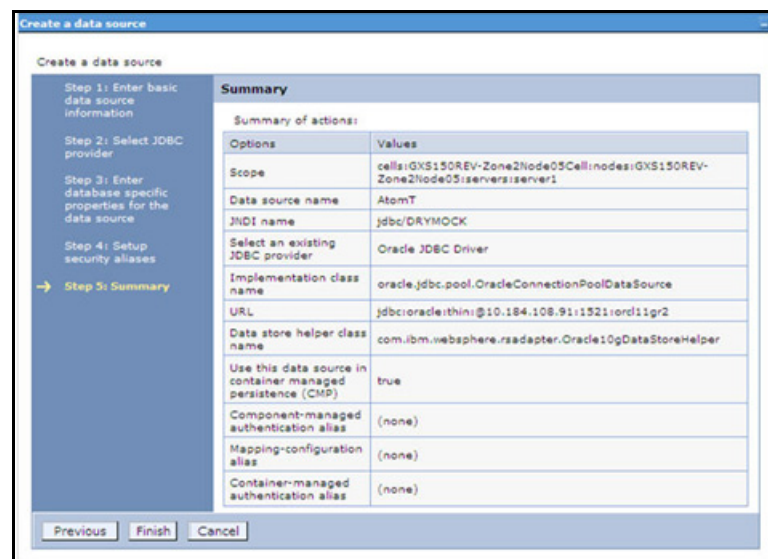 Create a data source
Create a data source
Step 1: Enter basic
data source
information
Step 2: Select JDBC
provider
Step 3: Enter
database specific
properties for the
data source
Step 4: Setup
security aliases
Step 5: Summary
Summary
Summary of actions:
Options Values
Scope cells:GXS150REV-Zone2Node05Cell:nodes:GXS150REV-
Zone2Node05:servers:server1
Data source name AtomT
JNDI name jdbc/DRYMOCK
Select an existing
JDBC provider Oracle JDBC Driver
Implementation class
name oracle.jdbc.pool.OracleConnectionPoolDataSource
URL jdbc:oracle:thin:@10.184.108.91:1521:orcl11gr2
Data store helper class
name com.ibm.websphere.rsadapter.Oracle10gDataStoreHelper
Use this data source in
container managed
persistence (CMP) true
Component-managed
authentication alias (none)
Mapping-configuration
alias (none)
Container-managed
authentication alias (none)
Previous Finish Cancel